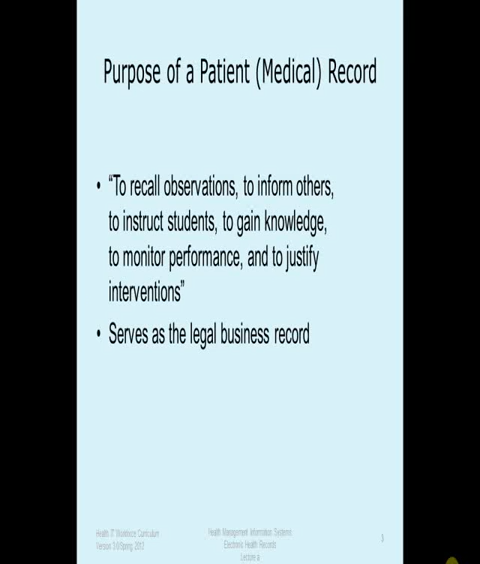 Purpose of a Patient (Medical) Record
• “To recall observations, to inform others,
to instruct students, to gain knowledge,
to monitor performance, and to justify
interventions”
• Serves as the legal business record
Health IT Workforce Curriculum
Version 3.0/Spring 2012
Health Management Information Systems
Electronic Health Records
Lecture a
3